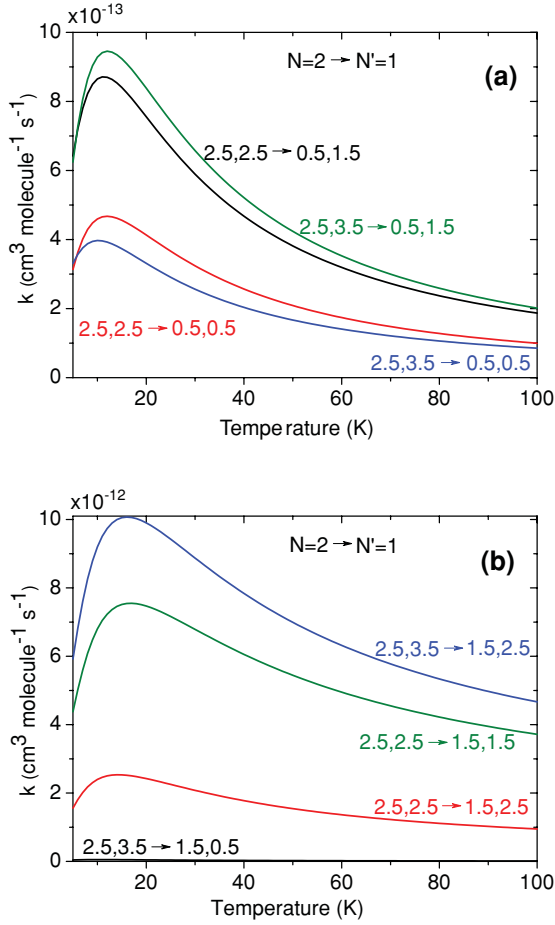 x10⁻¹³
10
8
6
4
2
0
k (cm³ molecule⁻¹ s⁻¹)
N=2 → N'=1
(a)
2.5,2.5 → 0.5,1.5
2.5,3.5 → 0.5,1.5
2.5,2.5 → 0.5,0.5
2.5,3.5 → 0.5,0.5
20 40 60 80 100
Temperature (K)
x10⁻¹²
10
8
6
4
2
0
k (cm³ molecule⁻¹ s⁻¹)
N=2 → N'=1
(b)
2.5,3.5 → 1.5,2.5
2.5,2.5 → 1.5,1.5
2.5,2.5 → 1.5,2.5
2.5,3.5 → 1.5,0.5
20 40 60 80 100
Temperature (K)